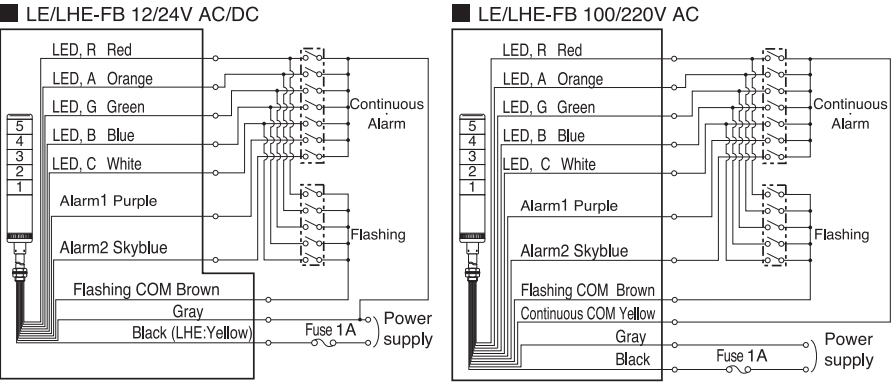 LE/LHE-FB 12/24V AC/DC
LED, R Red
LED, A Orange
LED, G Green
LED, B Blue
LED, C White
Alarm1 Purple
Alarm2 Skyblue
Flashing COM Brown
Gray
Black (LHE:Yellow)
5
4
3
2
1
Continuous
Alarm
Flashing
Fuse 1A
Power
supply
LE/LHE-FB 100/220V AC
LED, R Red
LED, A Orange
LED, G Green
LED, B Blue
LED, C White
Alarm1 Purple
Alarm2 Skyblue
Flashing COM Brown
Continuous COM Yellow
Gray
Black
5
4
3
2
1
Continuous
Alarm
Flashing
Fuse 1A
Power
supply